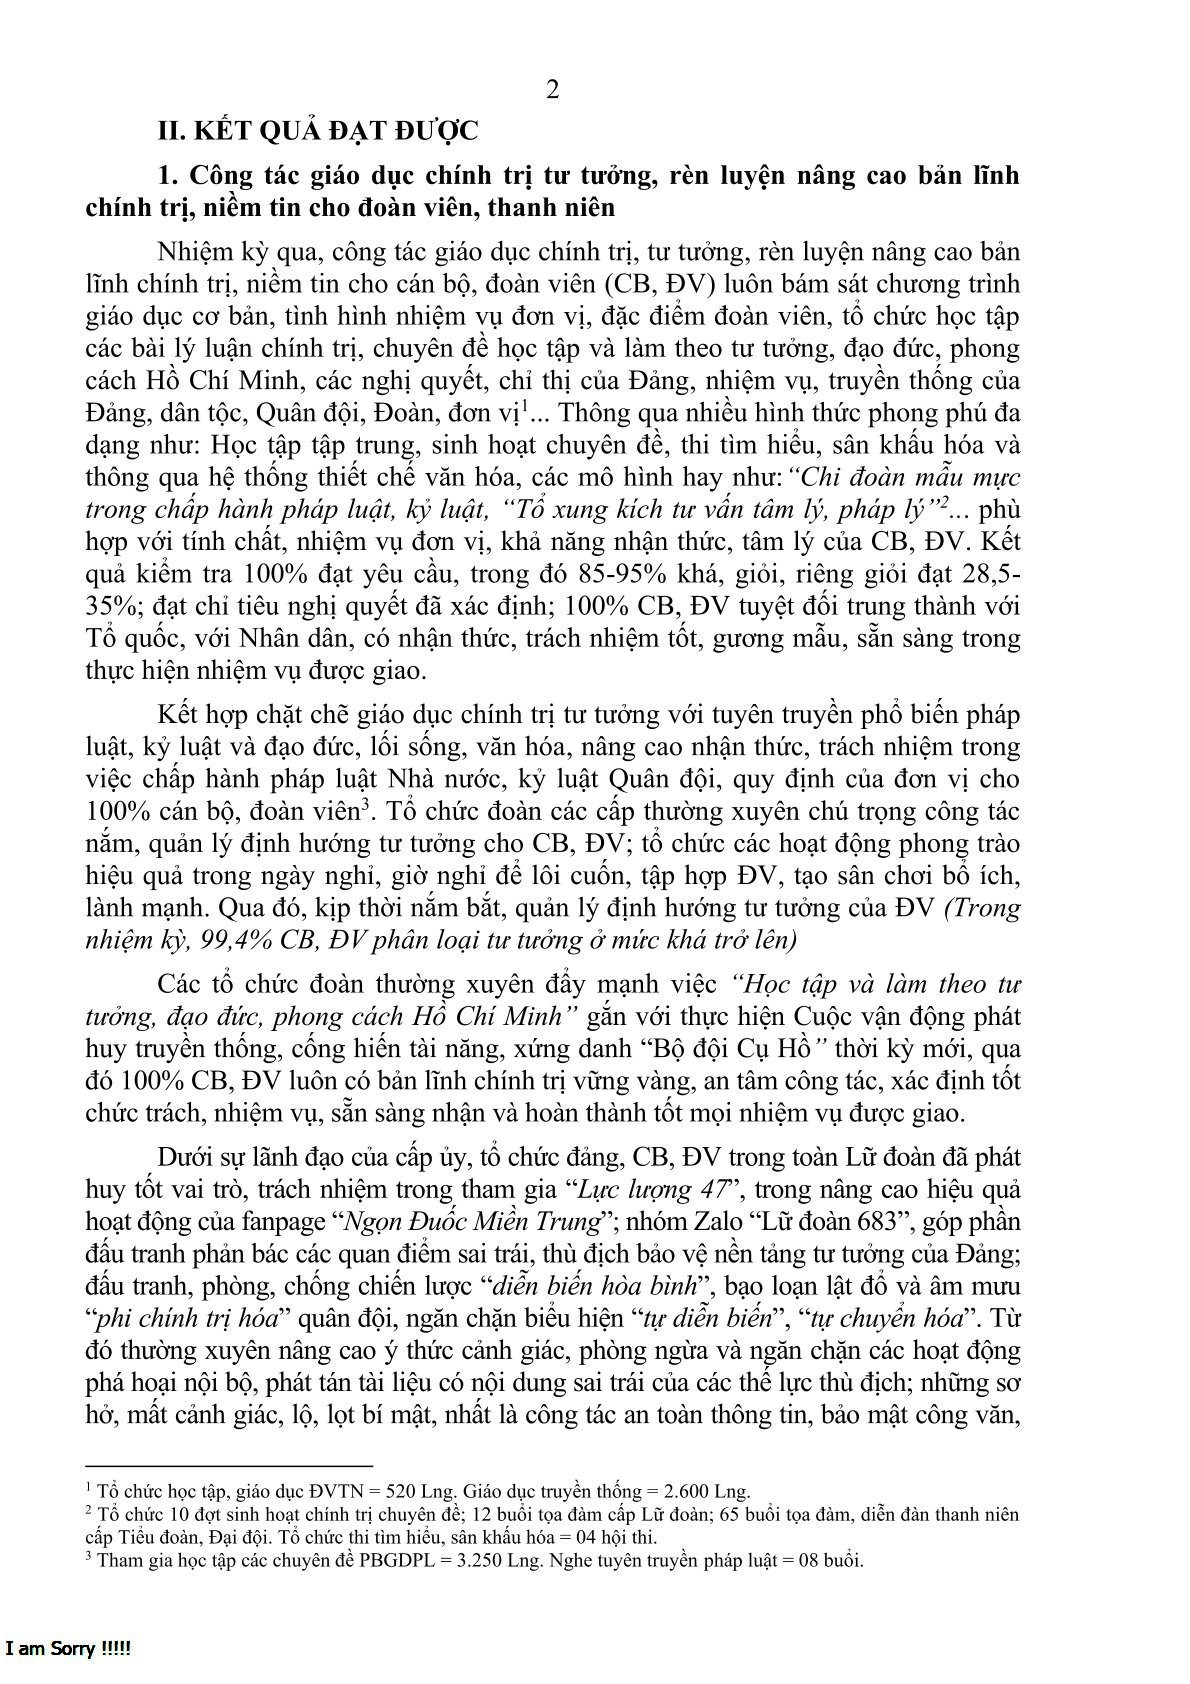 2
II. KẾT QUẢ ĐẠT ĐƯỢC
1. Công tác giáo dục chính trị tư tưởng, rèn luyện nâng cao bản lĩnh
chính trị, niềm tin cho đoàn viên, thanh niên
Nhiệm kỳ qua, công tác giáo dục chính trị, tư tưởng, rèn luyện nâng cao bản
lĩnh chính trị, niềm tin cho cán bộ, đoàn viên (CB, ĐV) luôn bám sát chương trình
giáo dục cơ bản, tình hình nhiệm vụ đơn vị, đặc điểm đoàn viên, tổ chức học tập
các bài lý luận chính trị, chuyên đề học tập và làm theo tư tưởng, đạo đức, phong
cách Hồ Chí Minh, các nghị quyết, chỉ thị của Đảng, nhiệm vụ, truyền thống của
Đảng, dân tộc, Quân đội, Đoàn, đơn vị¹... Thông qua nhiều hình thức phong phú đa
dạng như: Học tập tập trung, sinh hoạt chuyên đề, thi tìm hiểu, sân khấu hóa và
thông qua hệ thống thiết chế văn hóa, các mô hình hay như:“Chi đoàn mẫu mực
trong chấp hành pháp luật, kỷ luật, “Tổ xung kích tư vấn tâm lý, pháp lý”²... phù
hợp với tính chất, nhiệm vụ đơn vị, khả năng nhận thức, tâm lý của CB, ĐV. Kết
quả kiểm tra 100% đạt yêu cầu, trong đó 85-95% khá, giỏi, riêng giỏi đạt 28,5-
35%; đạt chỉ tiêu nghị quyết đã xác định; 100% CB, ĐV tuyệt đối trung thành với
Tổ quốc, với Nhân dân, có nhận thức, trách nhiệm tốt, gương mẫu, sẵn sàng trong
thực hiện nhiệm vụ được giao.
Kết hợp chặt chẽ giáo dục chính trị tư tưởng với tuyên truyền phổ biến pháp
luật, kỷ luật và đạo đức, lối sống, văn hóa, nâng cao nhận thức, trách nhiệm trong
việc chấp hành pháp luật Nhà nước, kỷ luật Quân đội, quy định của đơn vị cho
100% cán bộ, đoàn viên³. Tổ chức đoàn các cấp thường xuyên chú trọng công tác
nắm, quản lý định hướng tư tưởng cho CB, ĐV; tổ chức các hoạt động phong trào
hiệu quả trong ngày nghỉ, giờ nghỉ để lôi cuốn, tập hợp ĐV, tạo sân chơi bổ ích,
lành mạnh. Qua đó, kịp thời nắm bắt, quản lý định hướng tư tưởng của ĐV (Trong
nhiệm kỳ, 99,4% CB, ĐV phân loại tư tưởng ở mức khá trở lên)
Các tổ chức đoàn thường xuyên đẩy mạnh việc “Học tập và làm theo tư
tưởng, đạo đức, phong cách Hồ Chí Minh” gắn với thực hiện Cuộc vận động phát
huy truyền thống, cống hiến tài năng, xứng danh “Bộ đội Cụ Hồ” thời kỳ mới, qua
đó 100% CB, ĐV luôn có bản lĩnh chính trị vững vàng, an tâm công tác, xác định tốt
chức trách, nhiệm vụ, sẵn sàng nhận và hoàn thành tốt mọi nhiệm vụ được giao.
Dưới sự lãnh đạo của cấp ủy, tổ chức đảng, CB, ĐV trong toàn Lữ đoàn đã phát
huy tốt vai trò, trách nhiệm trong tham gia “Lực lượng 47”, trong nâng cao hiệu quả
hoạt động của fanpage “Ngọn Đuốc Miền Trung”; nhóm Zalo “Lữ đoàn 683”, góp phần
đấu tranh phản bác các quan điểm sai trái, thù địch bảo vệ nền tảng tư tưởng của Đảng;
đấu tranh, phòng, chống chiến lược “diễn biến hòa bình”, bạo loạn lật đổ và âm mưu
“phi chính trị hóa” quân đội, ngăn chặn biểu hiện “tự diễn biến”, “tự chuyển hóa”. Từ
đó thường xuyên nâng cao ý thức cảnh giác, phòng ngừa và ngăn chặn các hoạt động
phá hoại nội bộ, phát tán tài liệu có nội dung sai trái của các thế lực thù địch; những sơ
hở, mất cảnh giác, lộ, lọt bí mật, nhất là công tác an toàn thông tin, bảo mật công văn,
¹ Tổ chức học tập, giáo dục ĐVTN = 520 Lng. Giáo dục truyền thống = 2.600 Lng.
² Tổ chức 10 đợt sinh hoạt chính trị chuyên đề; 12 buổi tọa đàm cấp Lữ đoàn; 65 buổi tọa đàm, diễn đàn thanh niên
cấp Tiểu đoàn, Đại đội. Tổ chức thi tìm hiểu, sân khấu hóa = 04 hội thi.
³ Tham gia học tập các chuyên đề PBGDPL = 3.250 Lng. Nghe tuyên truyền pháp luật = 08 buổi.
I am Sorry !!!!!